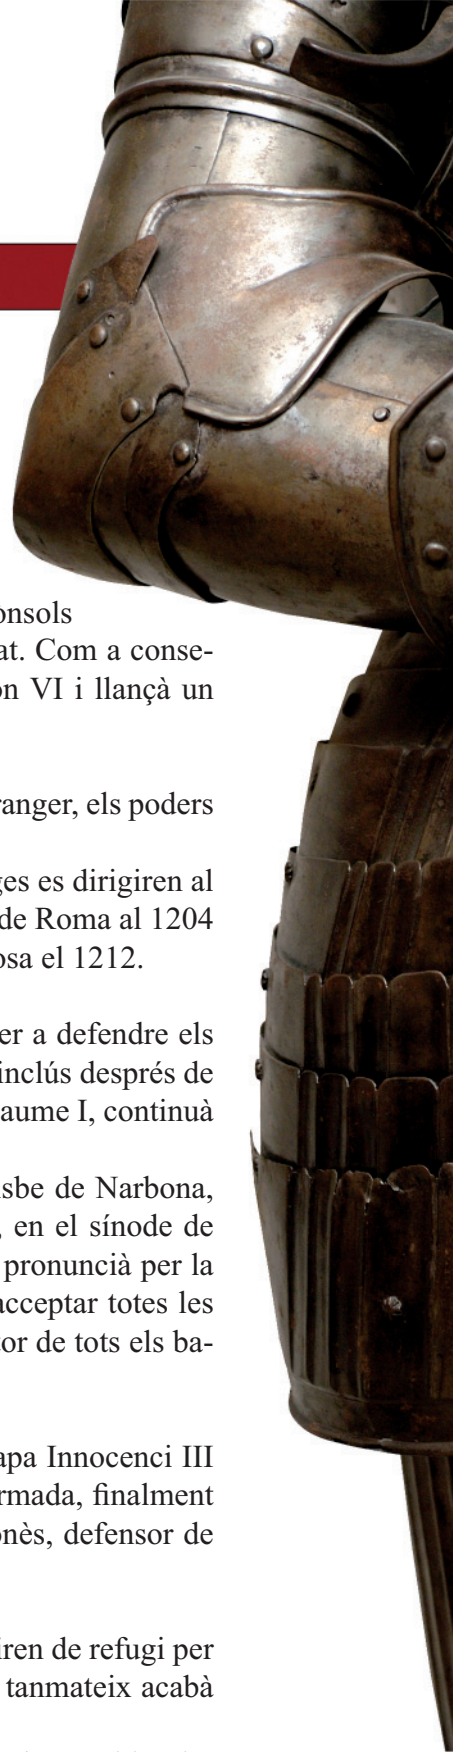 onsols
at. Com a conse-
on VI i llançà un
ranger, els poders
ges es dirigiren al
de Roma al 1204
osa el 1212.
er a defendre els
inclús després de
aume I, continuà
sbe de Narbona,
, en el sínode de
pronuncià per la
acceptar totes les
tor de tots els ba-
apa Innocenci III
rmada, finalment
onès, defensor de
iren de refugi per
tanmateix acabà